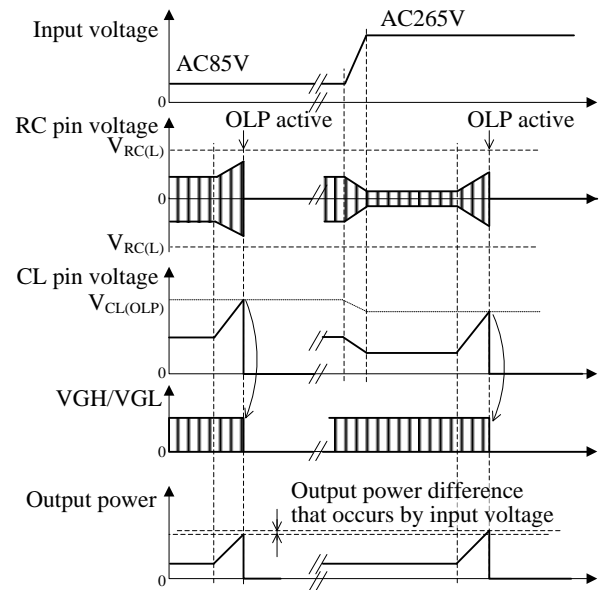 Input voltage
AC265V
AC85V
0
RC pin voltage
OLP active
OLP active
VRC(L)
0
VRC(L)
CL pin voltage
VCL(OLP)
0
VGH/VGL
0
Output power
Output power difference
that occurs by input voltage
0